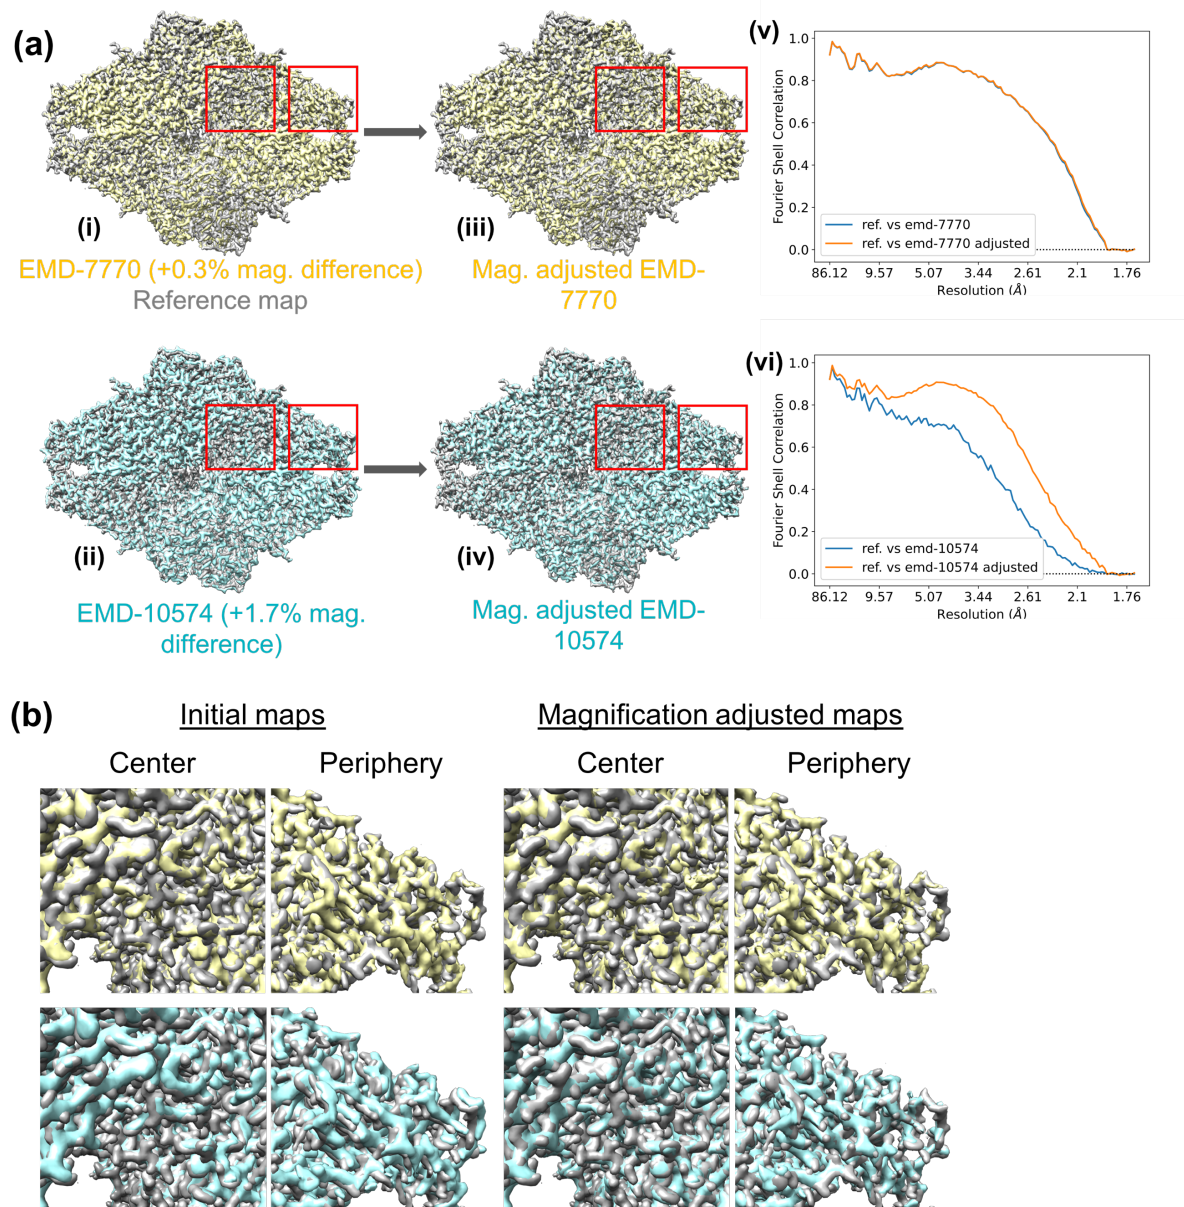 (a)
(i)
EMD-7770 (+0.3% mag. difference)
Reference map
(iii)
Mag. adjusted EMD-
7770
(v)
1.0
0.8
0.6
0.4
0.2
0.0
Fourier Shell Correlation
ref. vs emd-7770
ref. vs emd-7770 adjusted
86.12 9.57 5.07 3.44 2.61 2.1 1.76
Resolution (Å)
(ii)
EMD-10574 (+1.7% mag.
difference)
(iv)
Mag. adjusted EMD-
10574
(vi)
1.0
0.8
0.6
0.4
0.2
0.0
Fourier Shell Correlation
ref. vs emd-10574
ref. vs emd-10574 adjusted
86.12 9.57 5.07 3.44 2.61 2.1 1.76
Resolution (Å)
(b)
Initial maps
Magnification adjusted maps
Center
Periphery
Center
Periphery